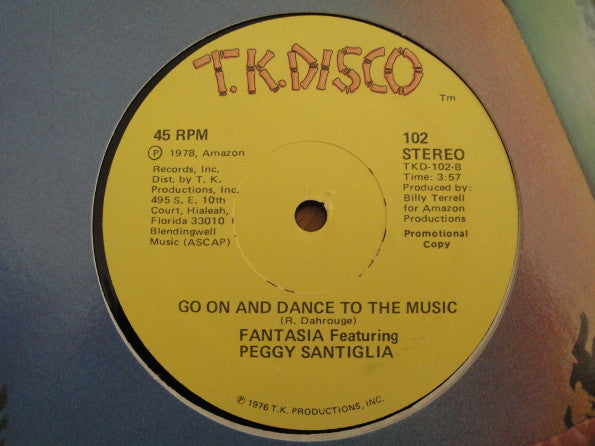 T.K.DISCO
Tm
45 RPM
℗ 1978, Amazon
Records, Inc.
Dist. by T. K.
Productions, Inc.
495 S. E. 10th
Court, Hialeah,
Florida 33010
Blendingwell
Music (ASCAP)
102
STEREO
TKD-102-B
Time: 3:57
Produced by:
Billy Terrell
for Amazon
Productions
Promotional
Copy
GO ON AND DANCE TO THE MUSIC
(R. Dahrouge)
FANTASIA Featuring
PEGGY SANTIGLIA
℗ 1976 T.K. PRODUCTIONS, INC.